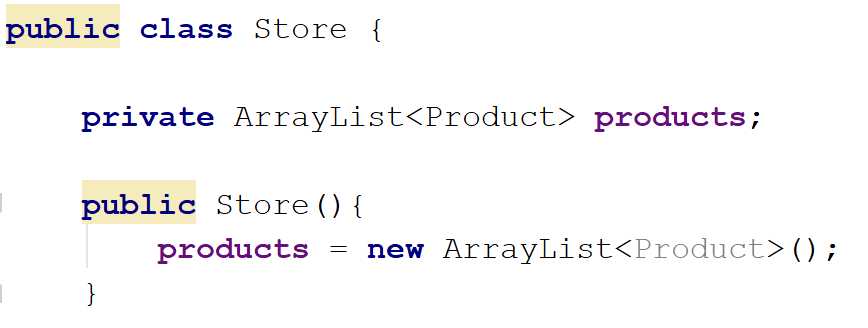 public class Store {
private ArrayList<Product> products;
public Store(){
products = new ArrayList<Product>();
}